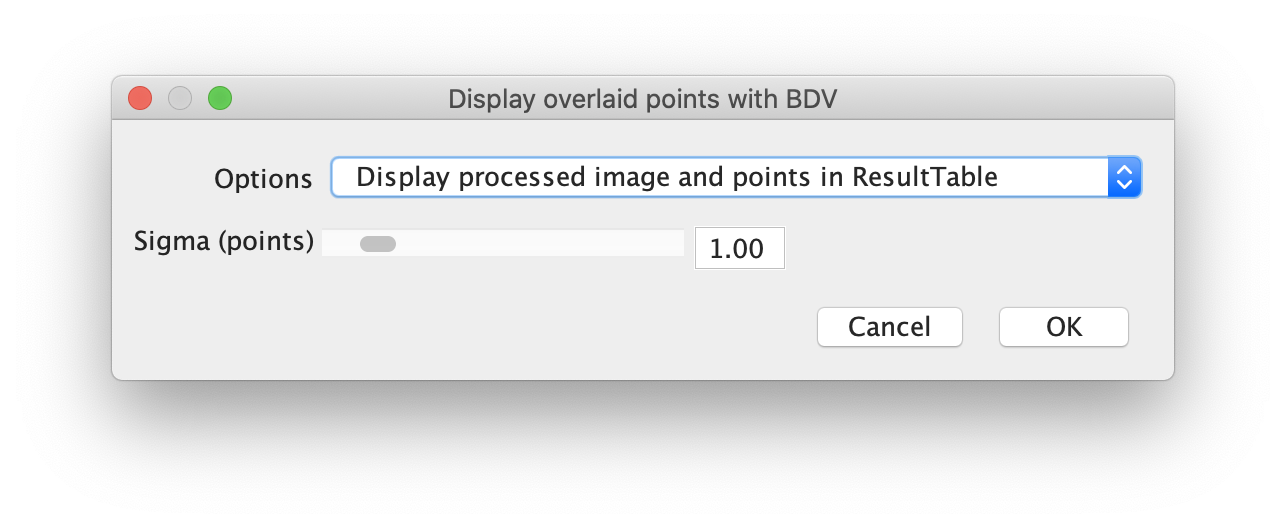 Display overlaid points with BDV
Options Display processed image and points in ResultTable
Sigma (points) 1.00
Cancel OK